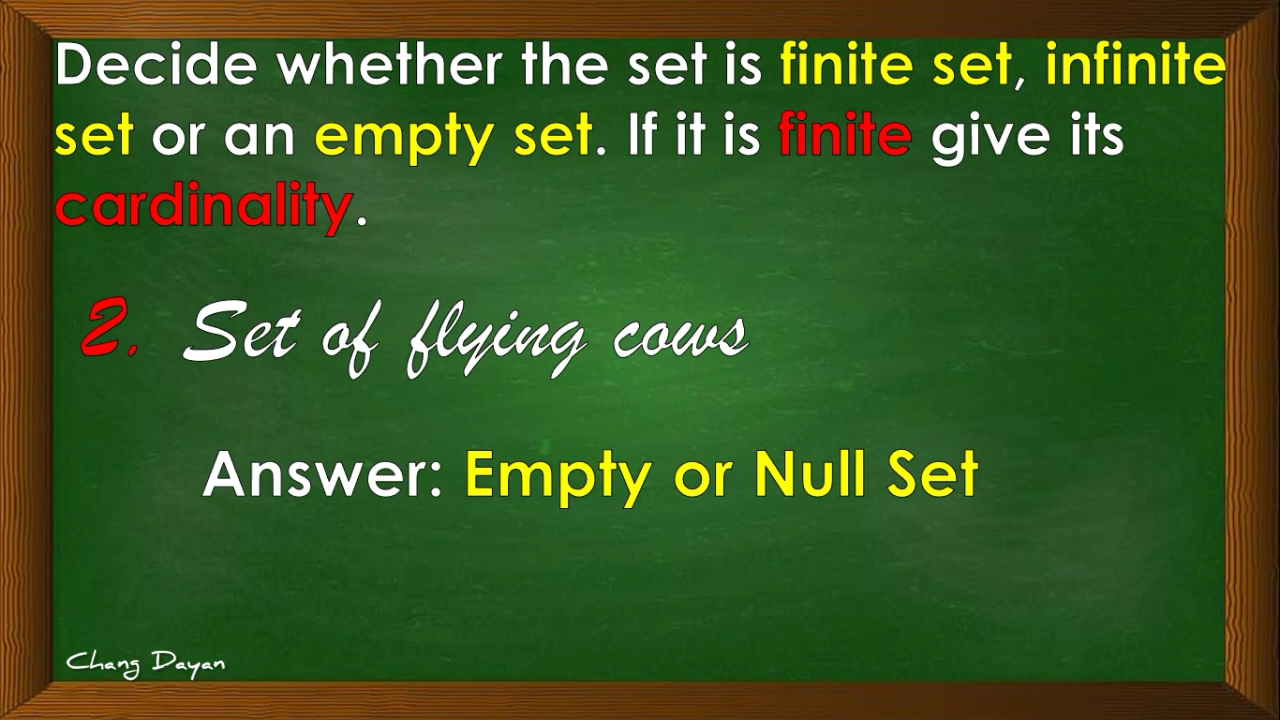 Decide whether the set is finite set, infinite
set or an empty set. If it is finite give its
cardinality.
2. Set of flying cows
Answer: Empty or Null Set
Chang Dayan